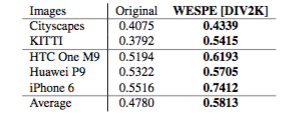 Images Original WESPE [DIV2K]
Cityscapes 0.4075 0.4339
KITTI 0.3792 0.5415
HTC One M9 0.5194 0.6193
Huawei P9 0.5322 0.5705
iPhone 6 0.5516 0.7412
Average 0.4780 0.5813